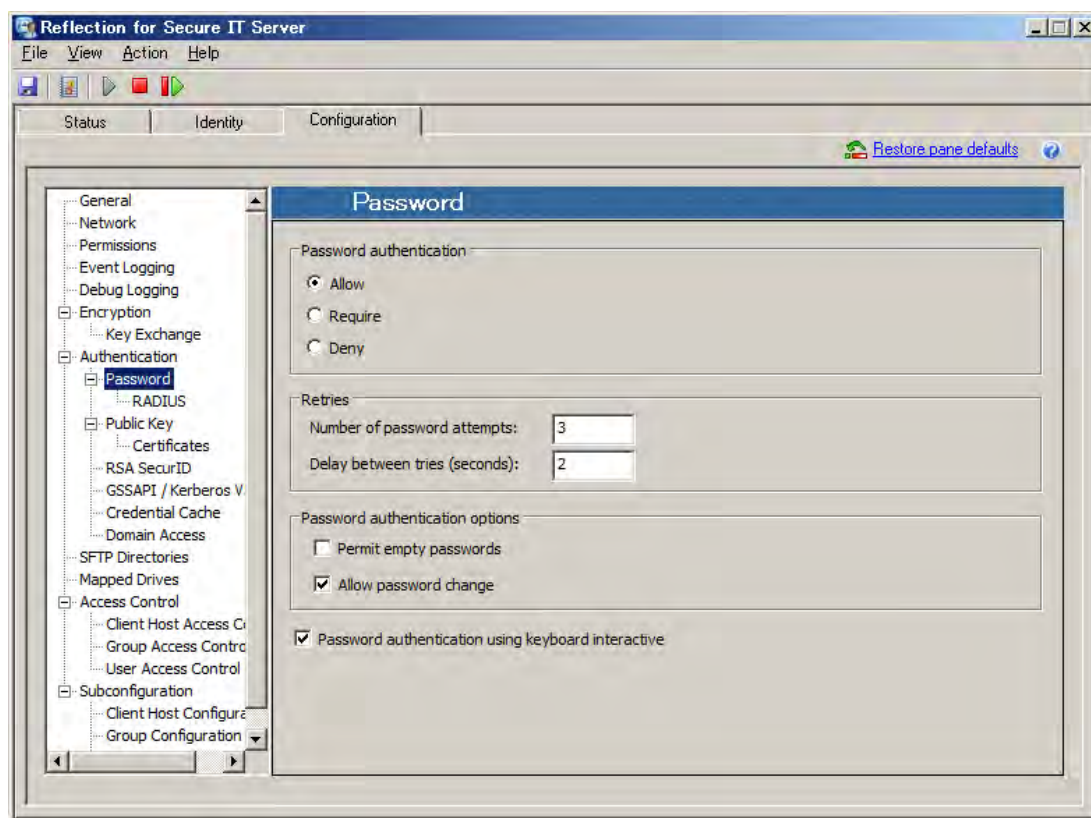 Reflection for Secure IT Server
File View Action Help
Status Identity Configuration
Restore pane defaults
General
Network
Permissions
Event Logging
Debug Logging
Encryption
Key Exchange
Authentication
Password
RADIUS
Public Key
Certificates
RSA SecurID
GSSAPI / Kerberos V
Credential Cache
Domain Access
SFTP Directories
Mapped Drives
Access Control
Client Host Access C
Group Access Contro
User Access Control
Subconfiguration
Client Host Configura
Group Configuration
Password
Password authentication
Allow
Require
Deny
Retries
Number of password attempts: 3
Delay between tries (seconds): 2
Password authentication options
Permit empty passwords
Allow password change
Password authentication using keyboard interactive